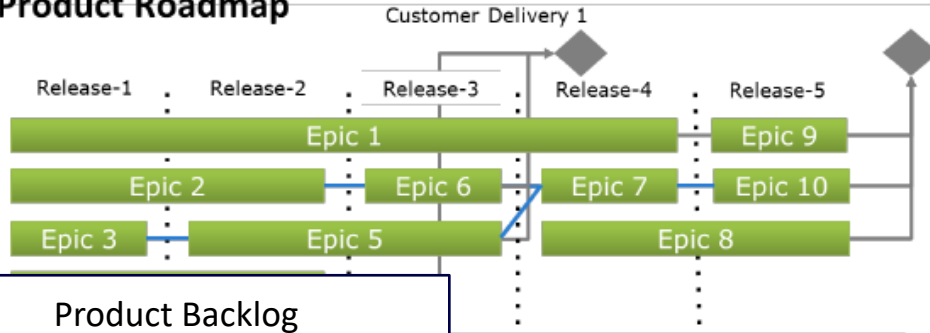 Product Roadmap
Customer Delivery 1
Release-1 Release-2 Release-3 Release-4 Release-5
Epic 1 Epic 9
Epic 2 Epic 6 Epic 7 Epic 10
Epic 3 Epic 5 Epic 8
Product Backlog